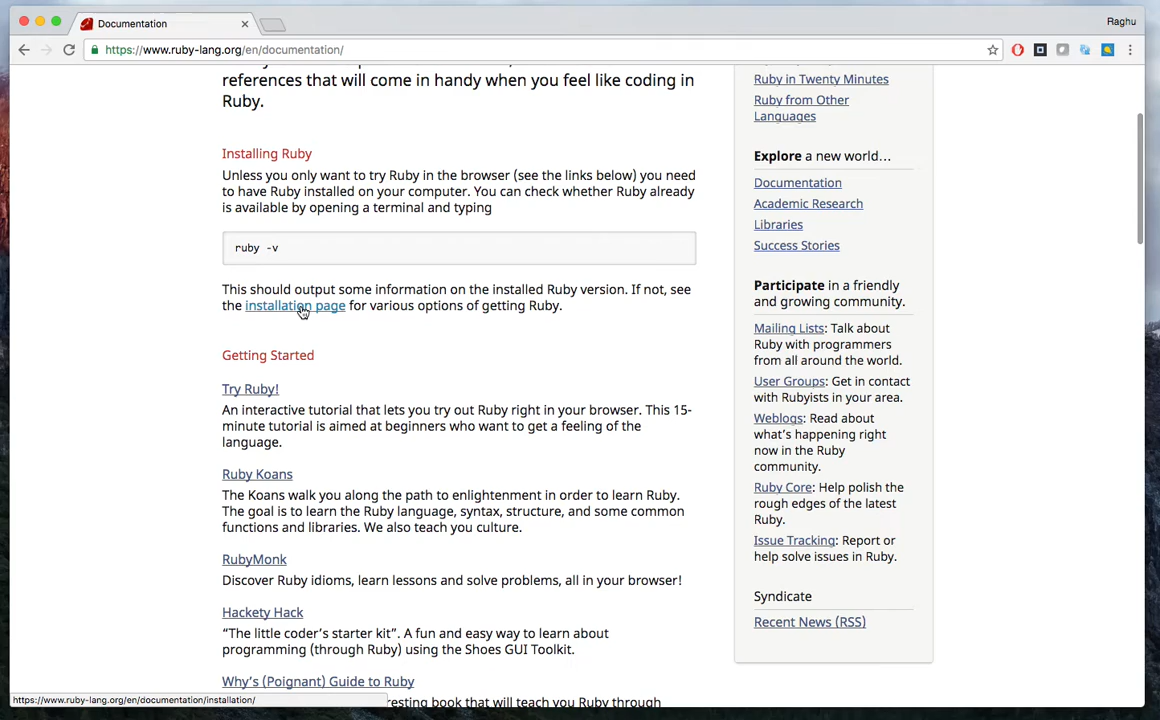 Documentation
Raghu
https://www.ruby-lang.org/en/documentation/
references that will come in handy when you feel like coding in
Ruby.
Installing Ruby
Unless you only want to try Ruby in the browser (see the links below) you
need to have Ruby installed on your computer. You can check whether Ruby already
is available by opening a terminal and typing
ruby -v
This should output some information on the installed Ruby version. If not, see
the installation page for various options of getting Ruby.
Getting Started
Try Ruby!
An interactive tutorial that lets you try out Ruby right in your browser. This 15-
minute tutorial is aimed at beginners who want to get a feeling of the
language.
Ruby Koans
The Koans walk you along the path to enlightenment in order to learn Ruby.
The goal is to learn the Ruby language, syntax, structure, and some common
functions and libraries. We also teach you culture.
RubyMonk
Discover Ruby idioms, learn lessons and solve problems, all in your browser!
Hackety Hack
“The little coder’s starter kit”. A fun and easy way to learn about
programming (through Ruby) using the Shoes GUI Toolkit.
Why’s (Poignant) Guide to Ruby
resting book that will teach you Ruby through
Ruby in Twenty Minutes
Ruby from Other
Languages
Explore a new world…
Documentation
Academic Research
Libraries
Success Stories
Participate in a friendly
and growing community.
Mailing Lists: Talk about
Ruby with programmers
from all around the world.
User Groups: Get in contact
with Rubyists in your area.
Weblogs: Read about
what’s happening right
now in the Ruby
community.
Ruby Core: Help polish the
rough edges of the latest
Ruby.
Issue Tracking: Report or
help solve issues in Ruby.
Syndicate
Recent News (RSS)
https://www.ruby-lang.org/en/documentation/installation/